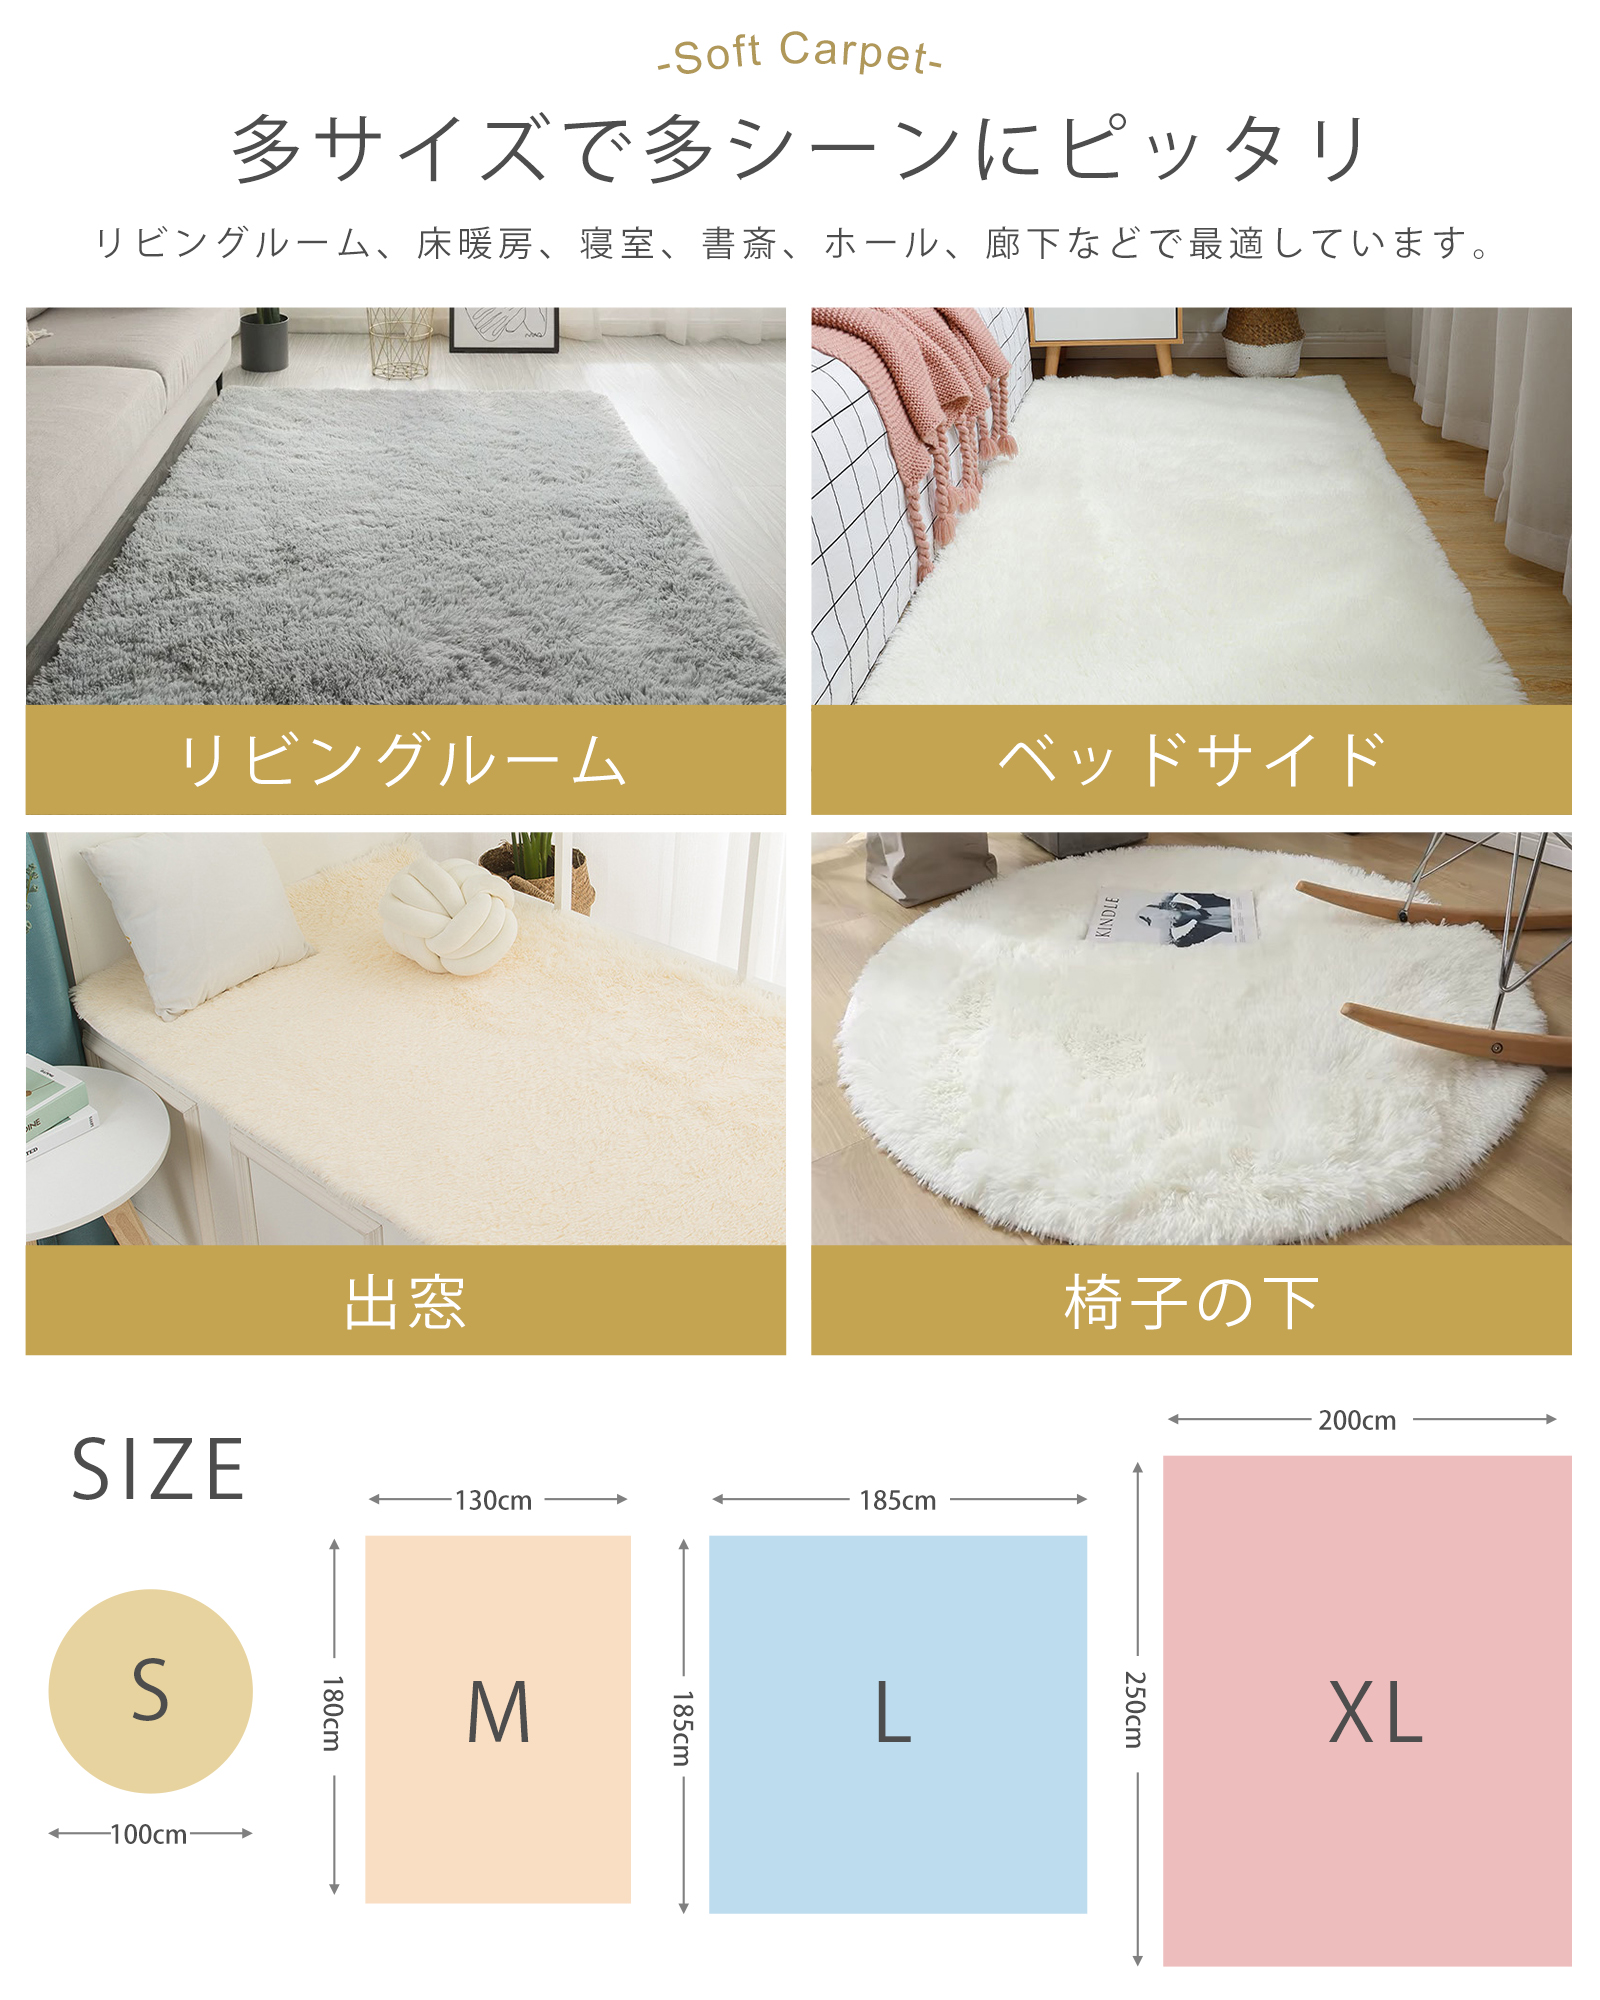 -Soft Carpet-
多サイズで多シーンにピッタリ
リビングルーム、床暖房、寝室、書斎、ホール、廊下などで最適しています。
リビングルーム
ベッドサイド
KINDLE
出窓
椅子の下
SIZE
S
100cm
130cm
180cm
M
185cm
185cm
L
200cm
250cm
XL